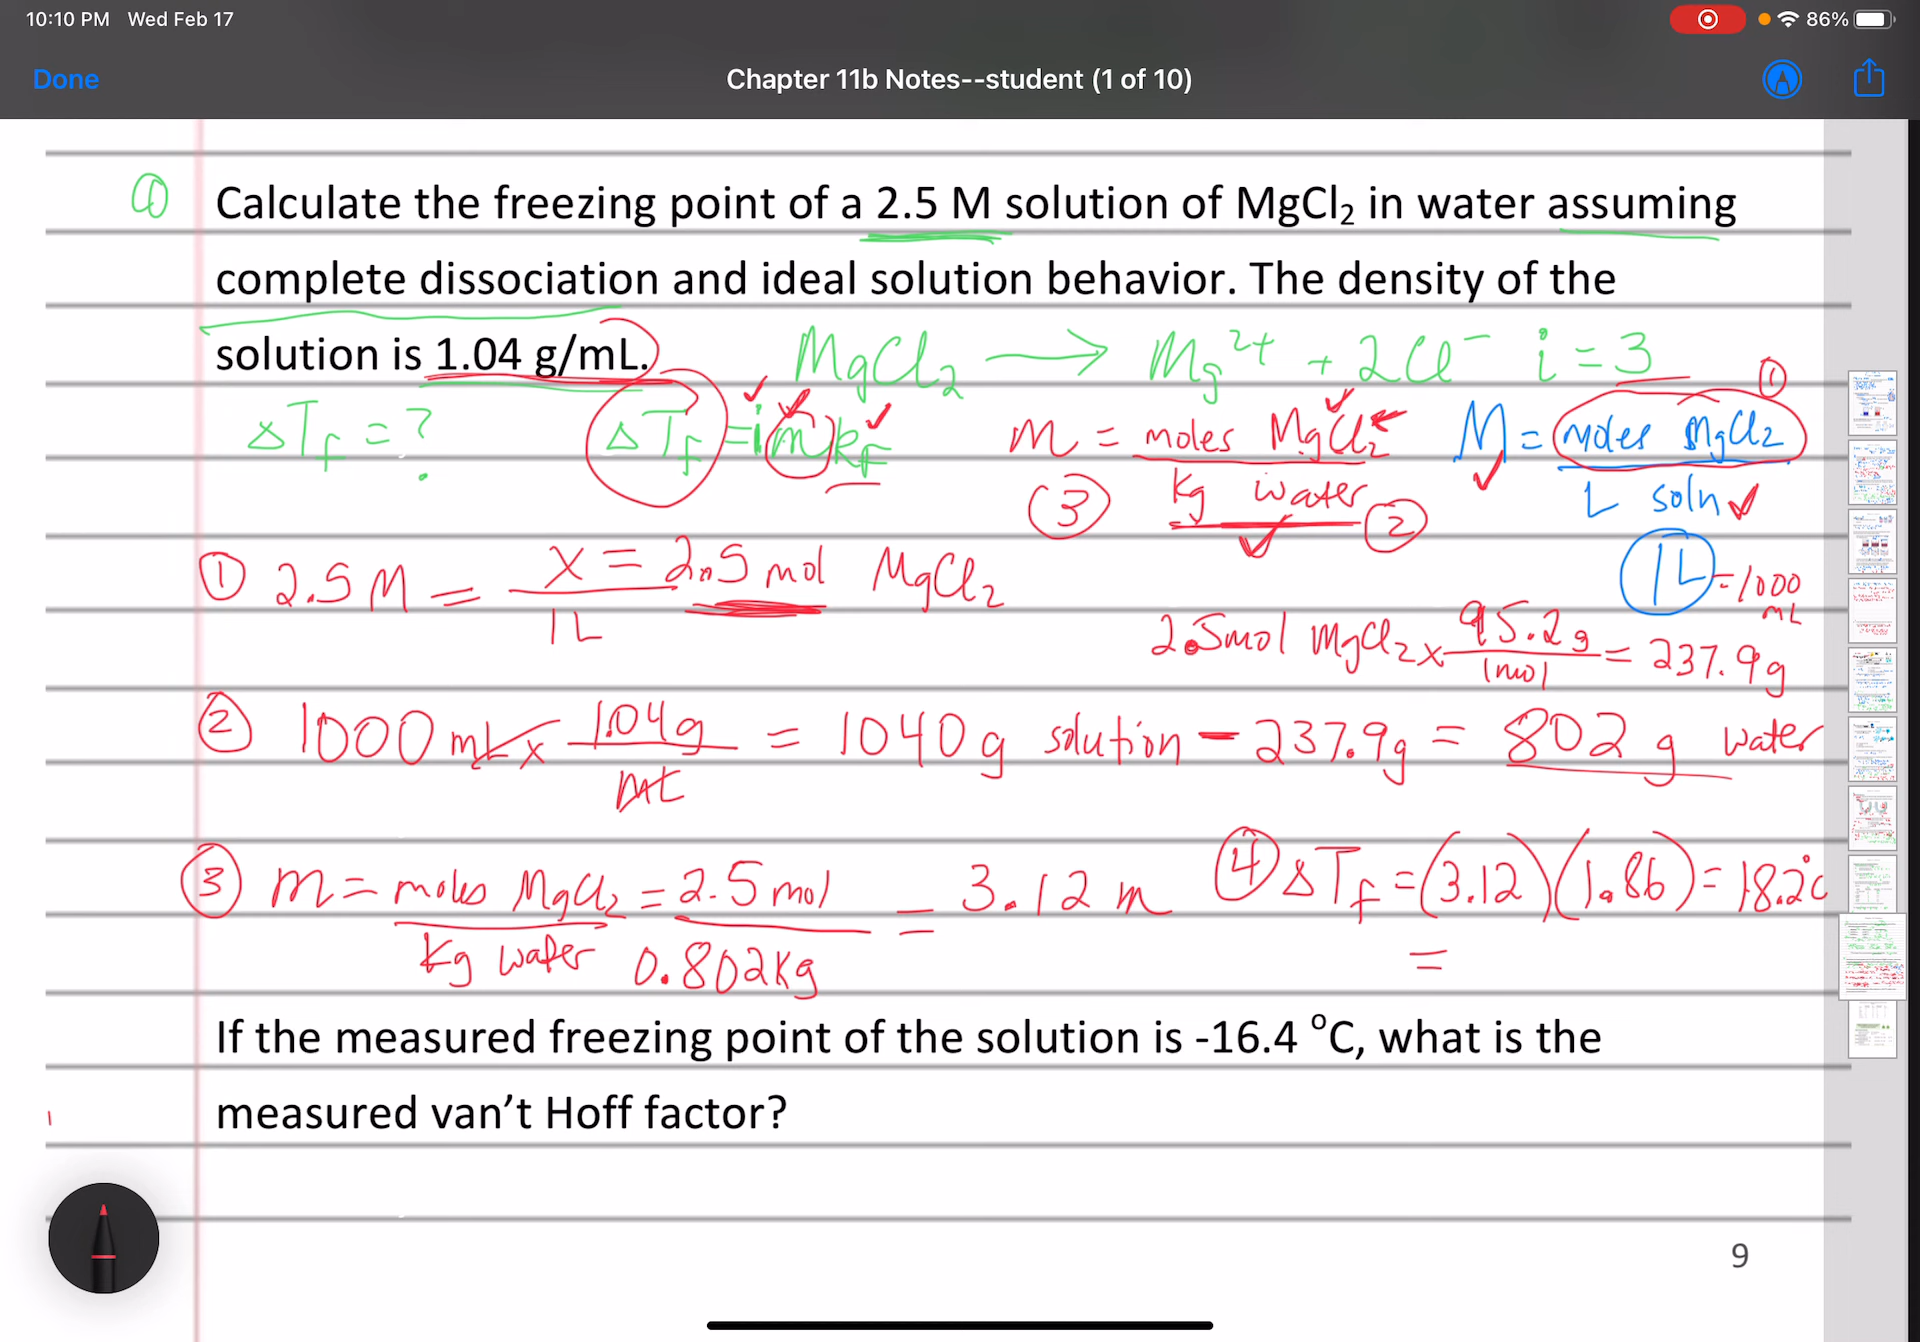 10:10 PM Wed Feb 17
86%
Done
Chapter 11b Notes--student (1 of 10)
① Calculate the freezing point of a 2.5 M solution of MgCl₂ in water assuming
complete dissociation and ideal solution behavior. The density of the
solution is 1.04 g/mL. MgCl₂ → Mg²⁺ + 2Cl⁻ i = 3
ΔTf = ? ΔTf = imkf m = moles MgCl₂ M = moles MgCl₂ ①
③ kg water ② L soln
① 2.5 M = x = 2.5 mol MgCl₂ 1L = 1000 mL
1L
2.5 mol MgCl₂ x 95.2 g = 237.9 g
1 mol
② 1000 mL x 1.04 g = 1040 g solution - 237.9 g = 802 g water
mL
③ m = moles MgCl₂ = 2.5 mol = 3.12 m ④ ΔTf = (3.12)(1.86) = 18.2°C
kg water 0.802 kg =
If the measured freezing point of the solution is -16.4 °C, what is the
measured van’t Hoff factor?
9